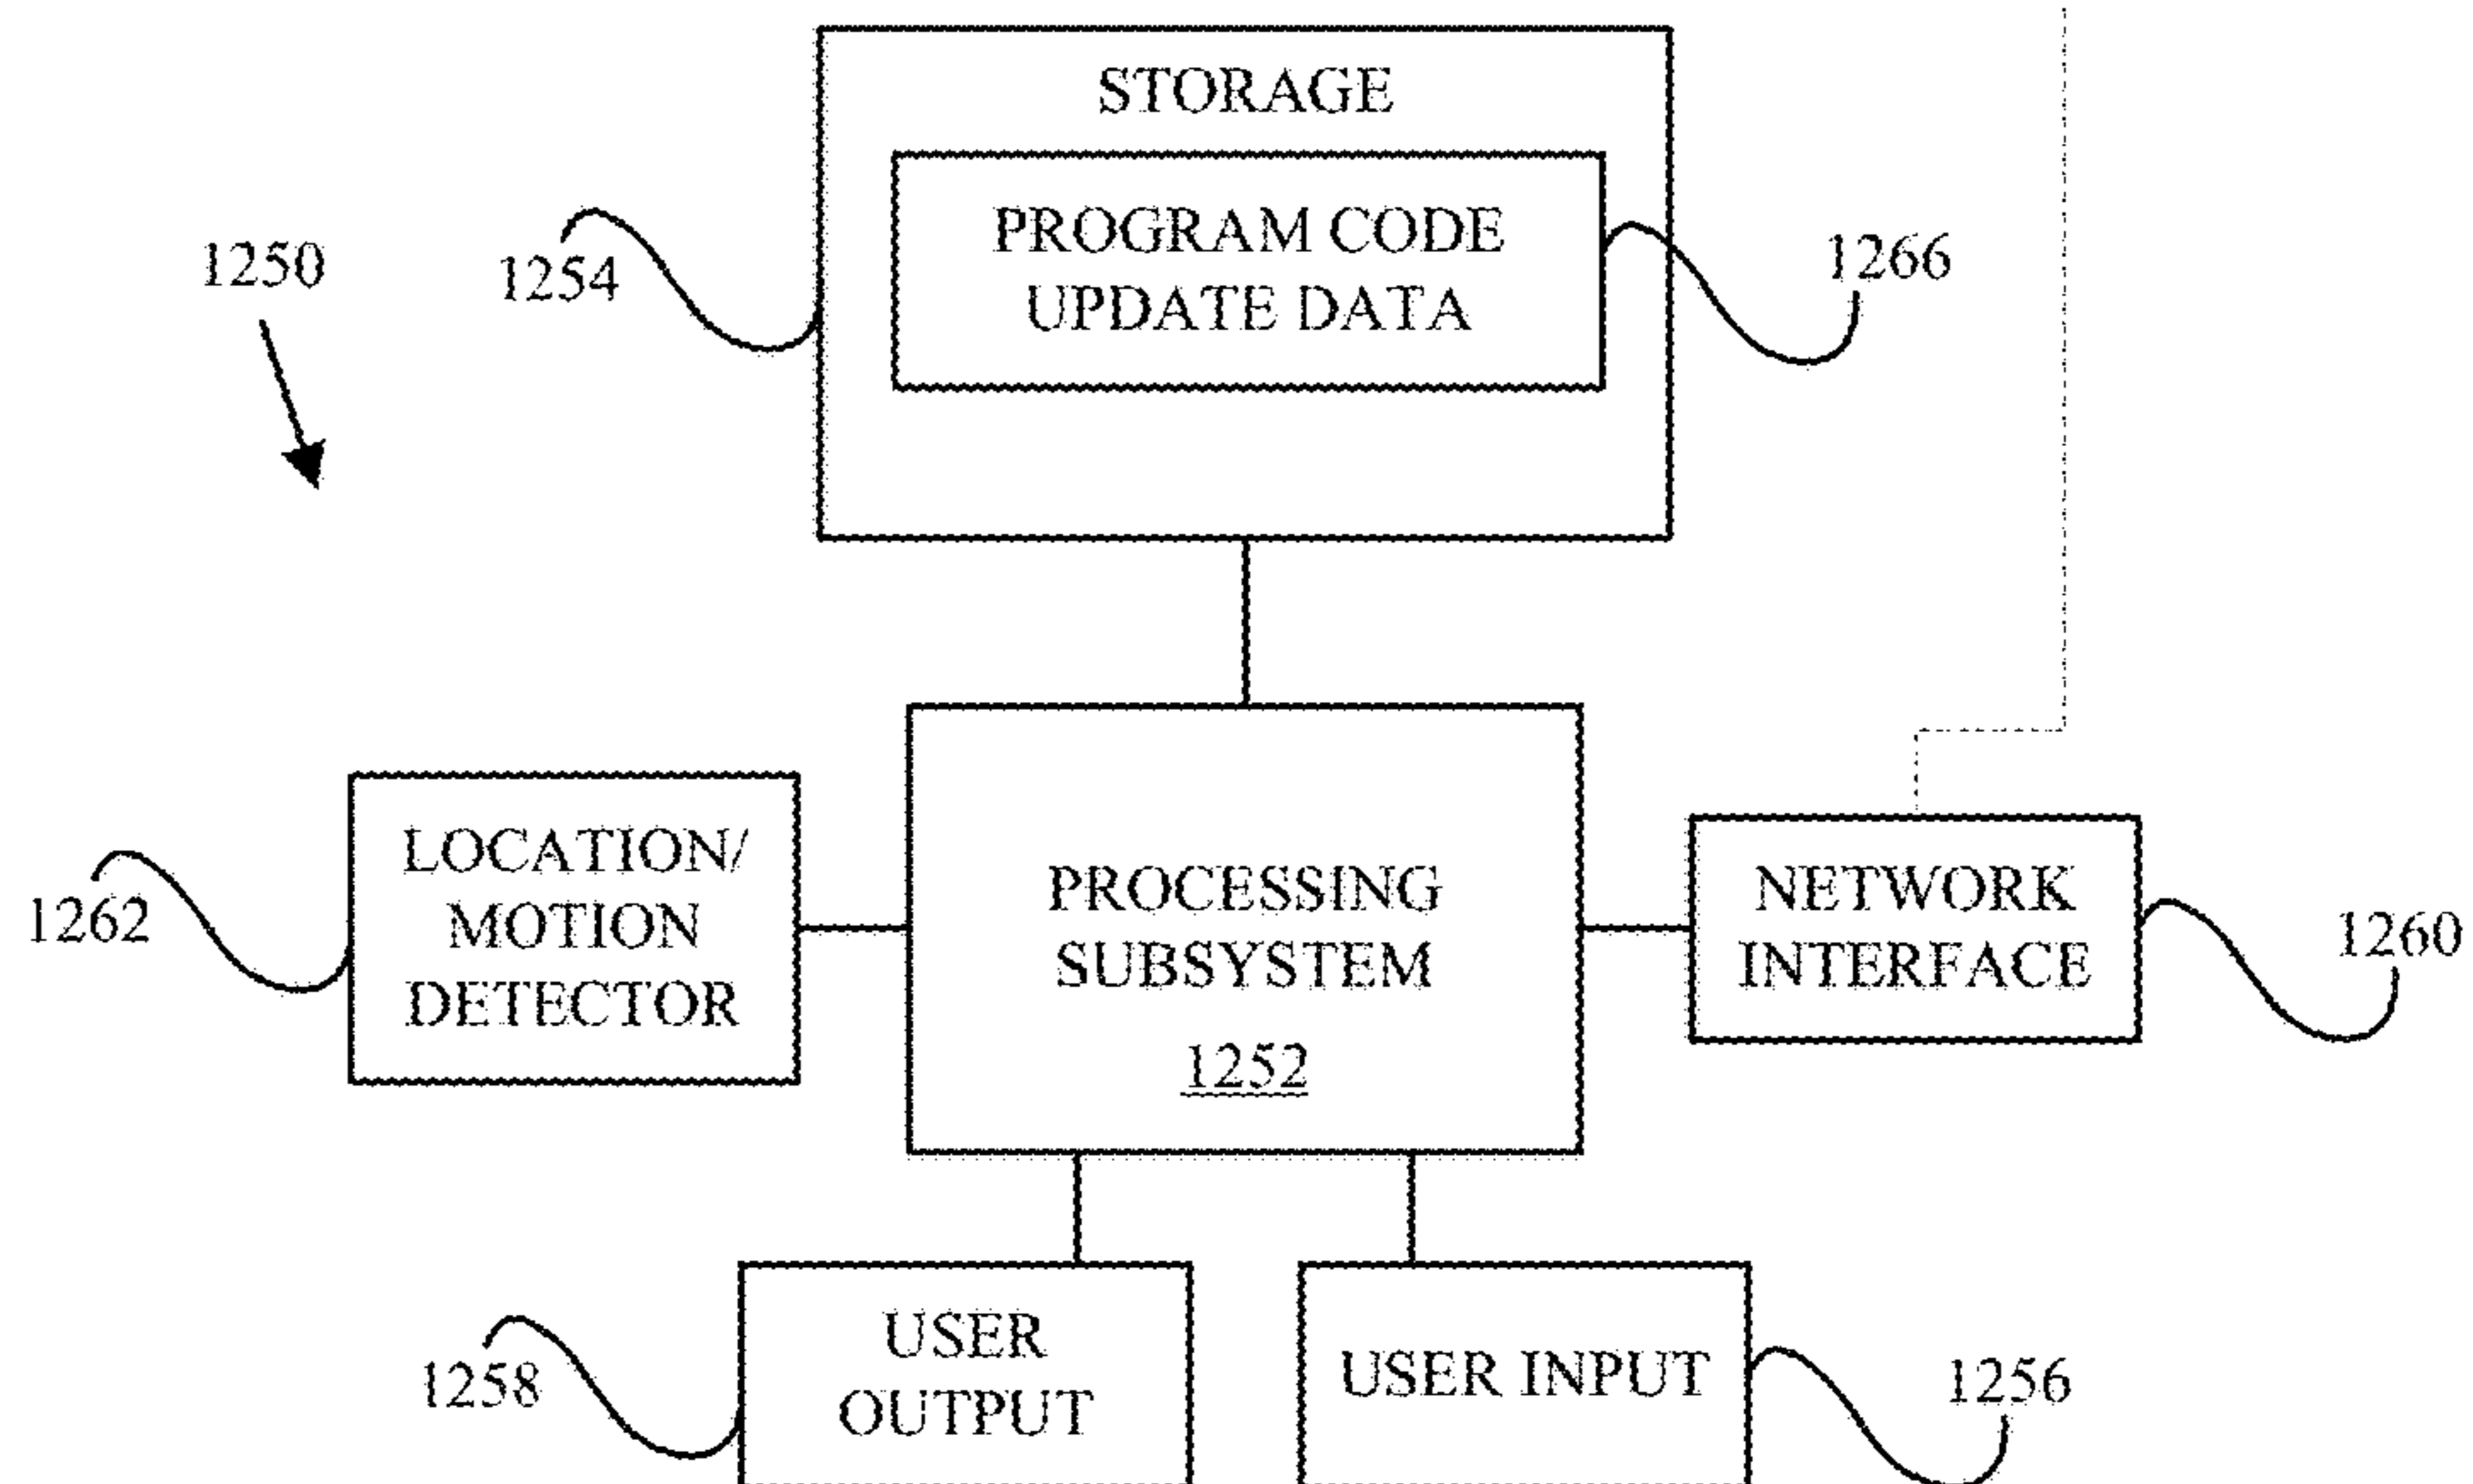 STORAGE
PROGRAM CODE
UPDATE DATA
1250
1254
1266
LOCATION/
MOTION
DETECTOR
1262
PROCESSING
SUBSYSTEM
1252
NETWORK
INTERFACE
1260
USER
OUTPUT
1258
USER INPUT
1256